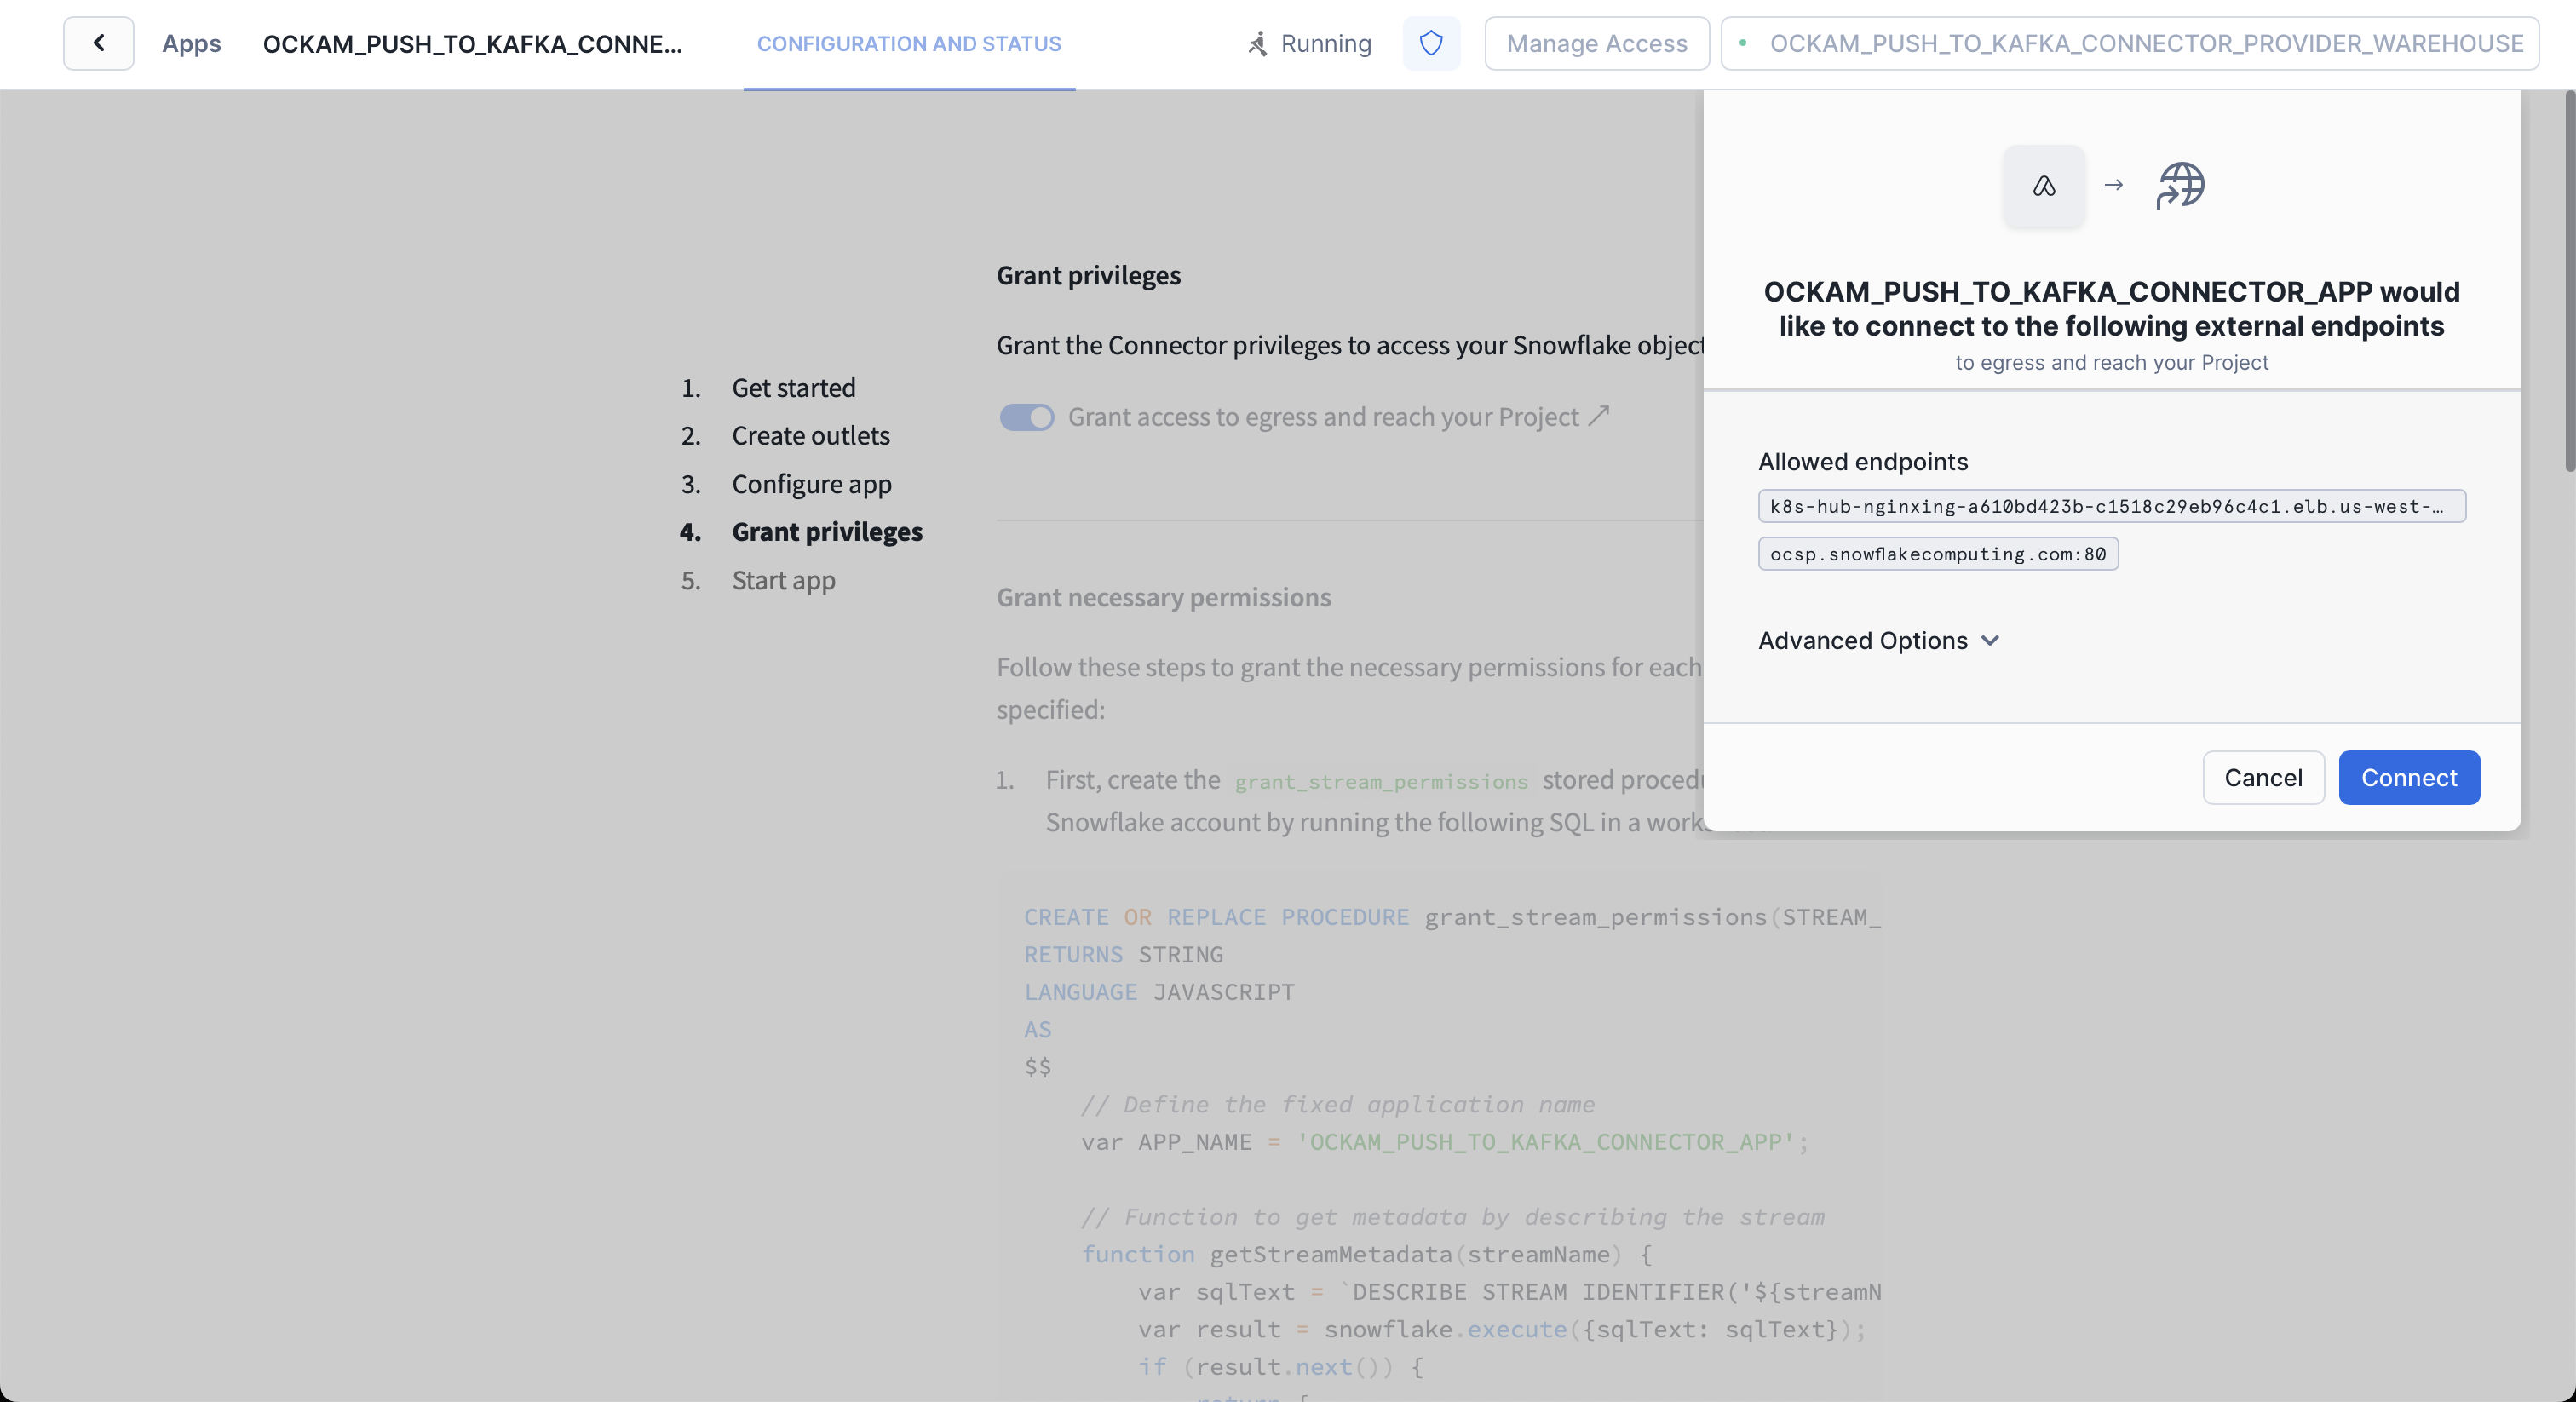 Apps
OCKAM_PUSH_TO_KAFKA_CONNE...
CONFIGURATION AND STATUS
Running
Manage Access
OCKAM_PUSH_TO_KAFKA_CONNECTOR_PROVIDER_WAREHOUSE
1. Get started
2. Create outlets
3. Configure app
4. Grant privileges
5. Start app
Grant privileges
Grant the Connector privileges to access your Snowflake object
Grant access to egress and reach your Project ↗
Grant necessary permissions
Follow these steps to grant the necessary permissions for each
specified:
1. First, create the grant_stream_permissions stored
Snowflake account by running the following SQL in a
CREATE OR REPLACE PROCEDURE grant_stream_permissions(STREAM_
RETURNS STRING
LANGUAGE JAVASCRIPT
AS
$$
// Define the fixed application name
var APP_NAME = 'OCKAM_PUSH_TO_KAFKA_CONNECTOR_APP';
// Function to get metadata by describing the stream
function getStreamMetadata(streamName) {
var sqlText = `DESCRIBE STREAM IDENTIFIER('${streamN
var result = snowflake.execute({sqlText: sqlText});
if (result.next()) {
return {
OCKAM_PUSH_TO_KAFKA_CONNECTOR_APP would
like to connect to the following external endpoints
to egress and reach your Project
Allowed endpoints
k8s-hub-nginxing-a610bd423b-c1518c29eb96c4c1.elb.us-west-…
ocsp.snowflakecomputing.com:80
Advanced Options
Cancel
Connect